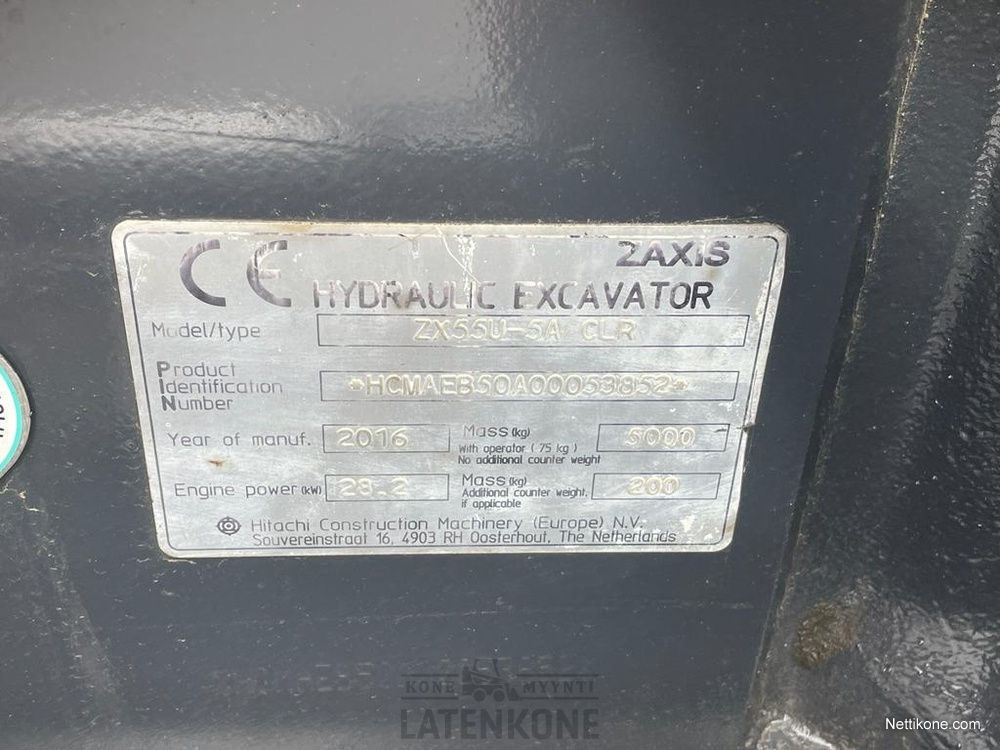 CE
ZAXIS
HYDRAULIC EXCAVATOR
Model/type ZX55U-5A CLR
Product
Identification
Number *HCMAEB50A00053852*
Year of manuf. 2016 Mass (kg) 5000
With operator ( 75 kg )
No additional counter weight
Engine power (kW) 28.2 Mass (kg) 200
Additional counter weight,
if applicable
Hitachi Construction Machinery (Europe) N.V.
Souvereinstraat 16, 4903 RH Oosterhout, The Netherlands
KONE MYYNTI
LATENKONE
Nettikone.com